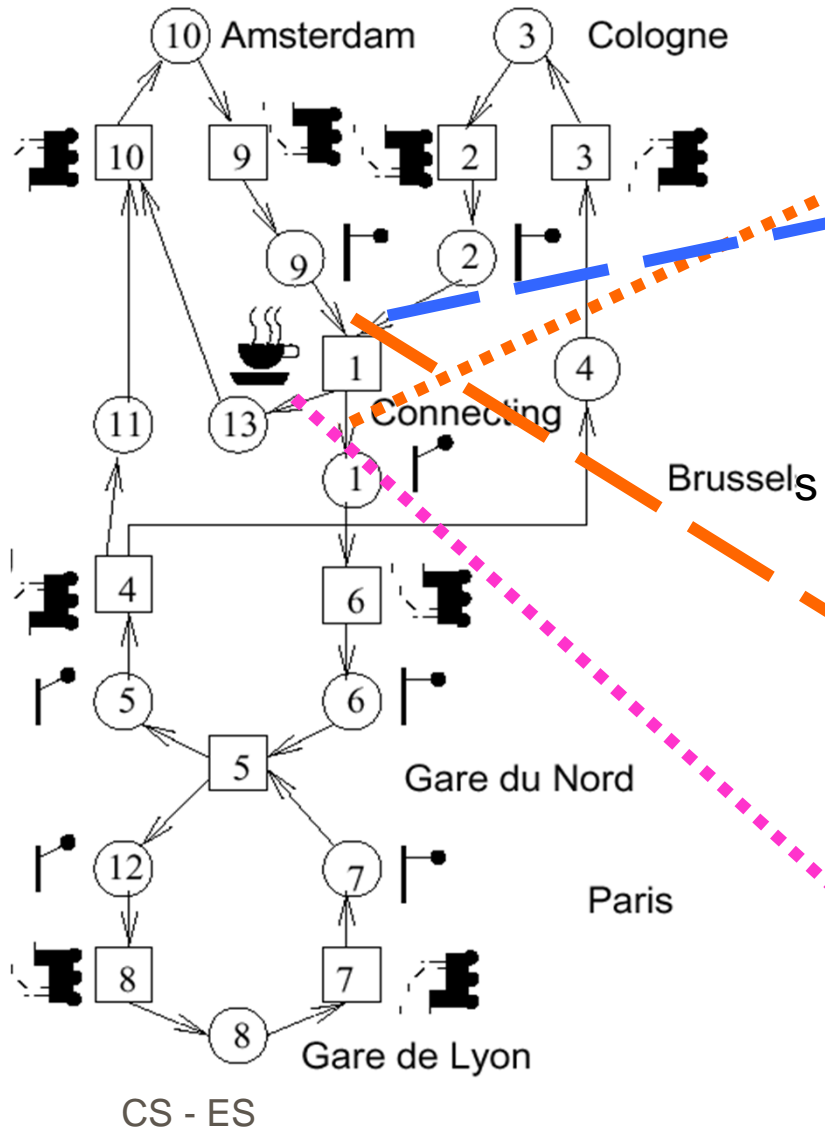 10 Amsterdam 3 Cologne
10 9 2 3
9 2
1 4
11 13 Connecting
1
Brussels
4 6
5 6
5
Gare du Nord
12 7
Paris
8 7
8
Gare de Lyon
CS - ES